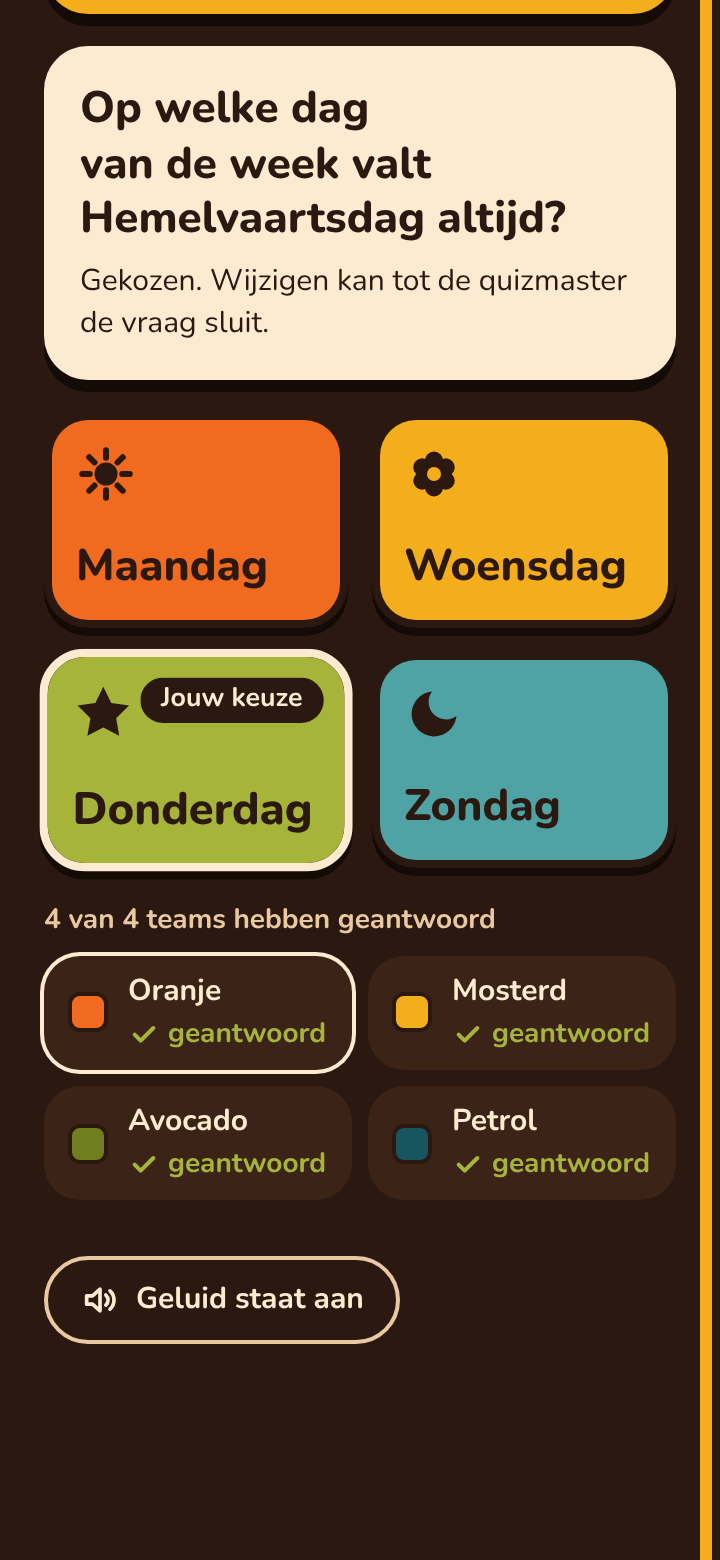 Op welke dag
van de week valt
Hemelvaartsdag altijd?
Gekozen. Wijzigen kan tot de quizmaster
de vraag sluit.
Maandag
Woensdag
Jouw keuze
Donderdag
Zondag
4 van 4 teams hebben geantwoord
Oranje
geantwoord
Mosterd
geantwoord
Avocado
geantwoord
Petrol
geantwoord
Geluid staat aan